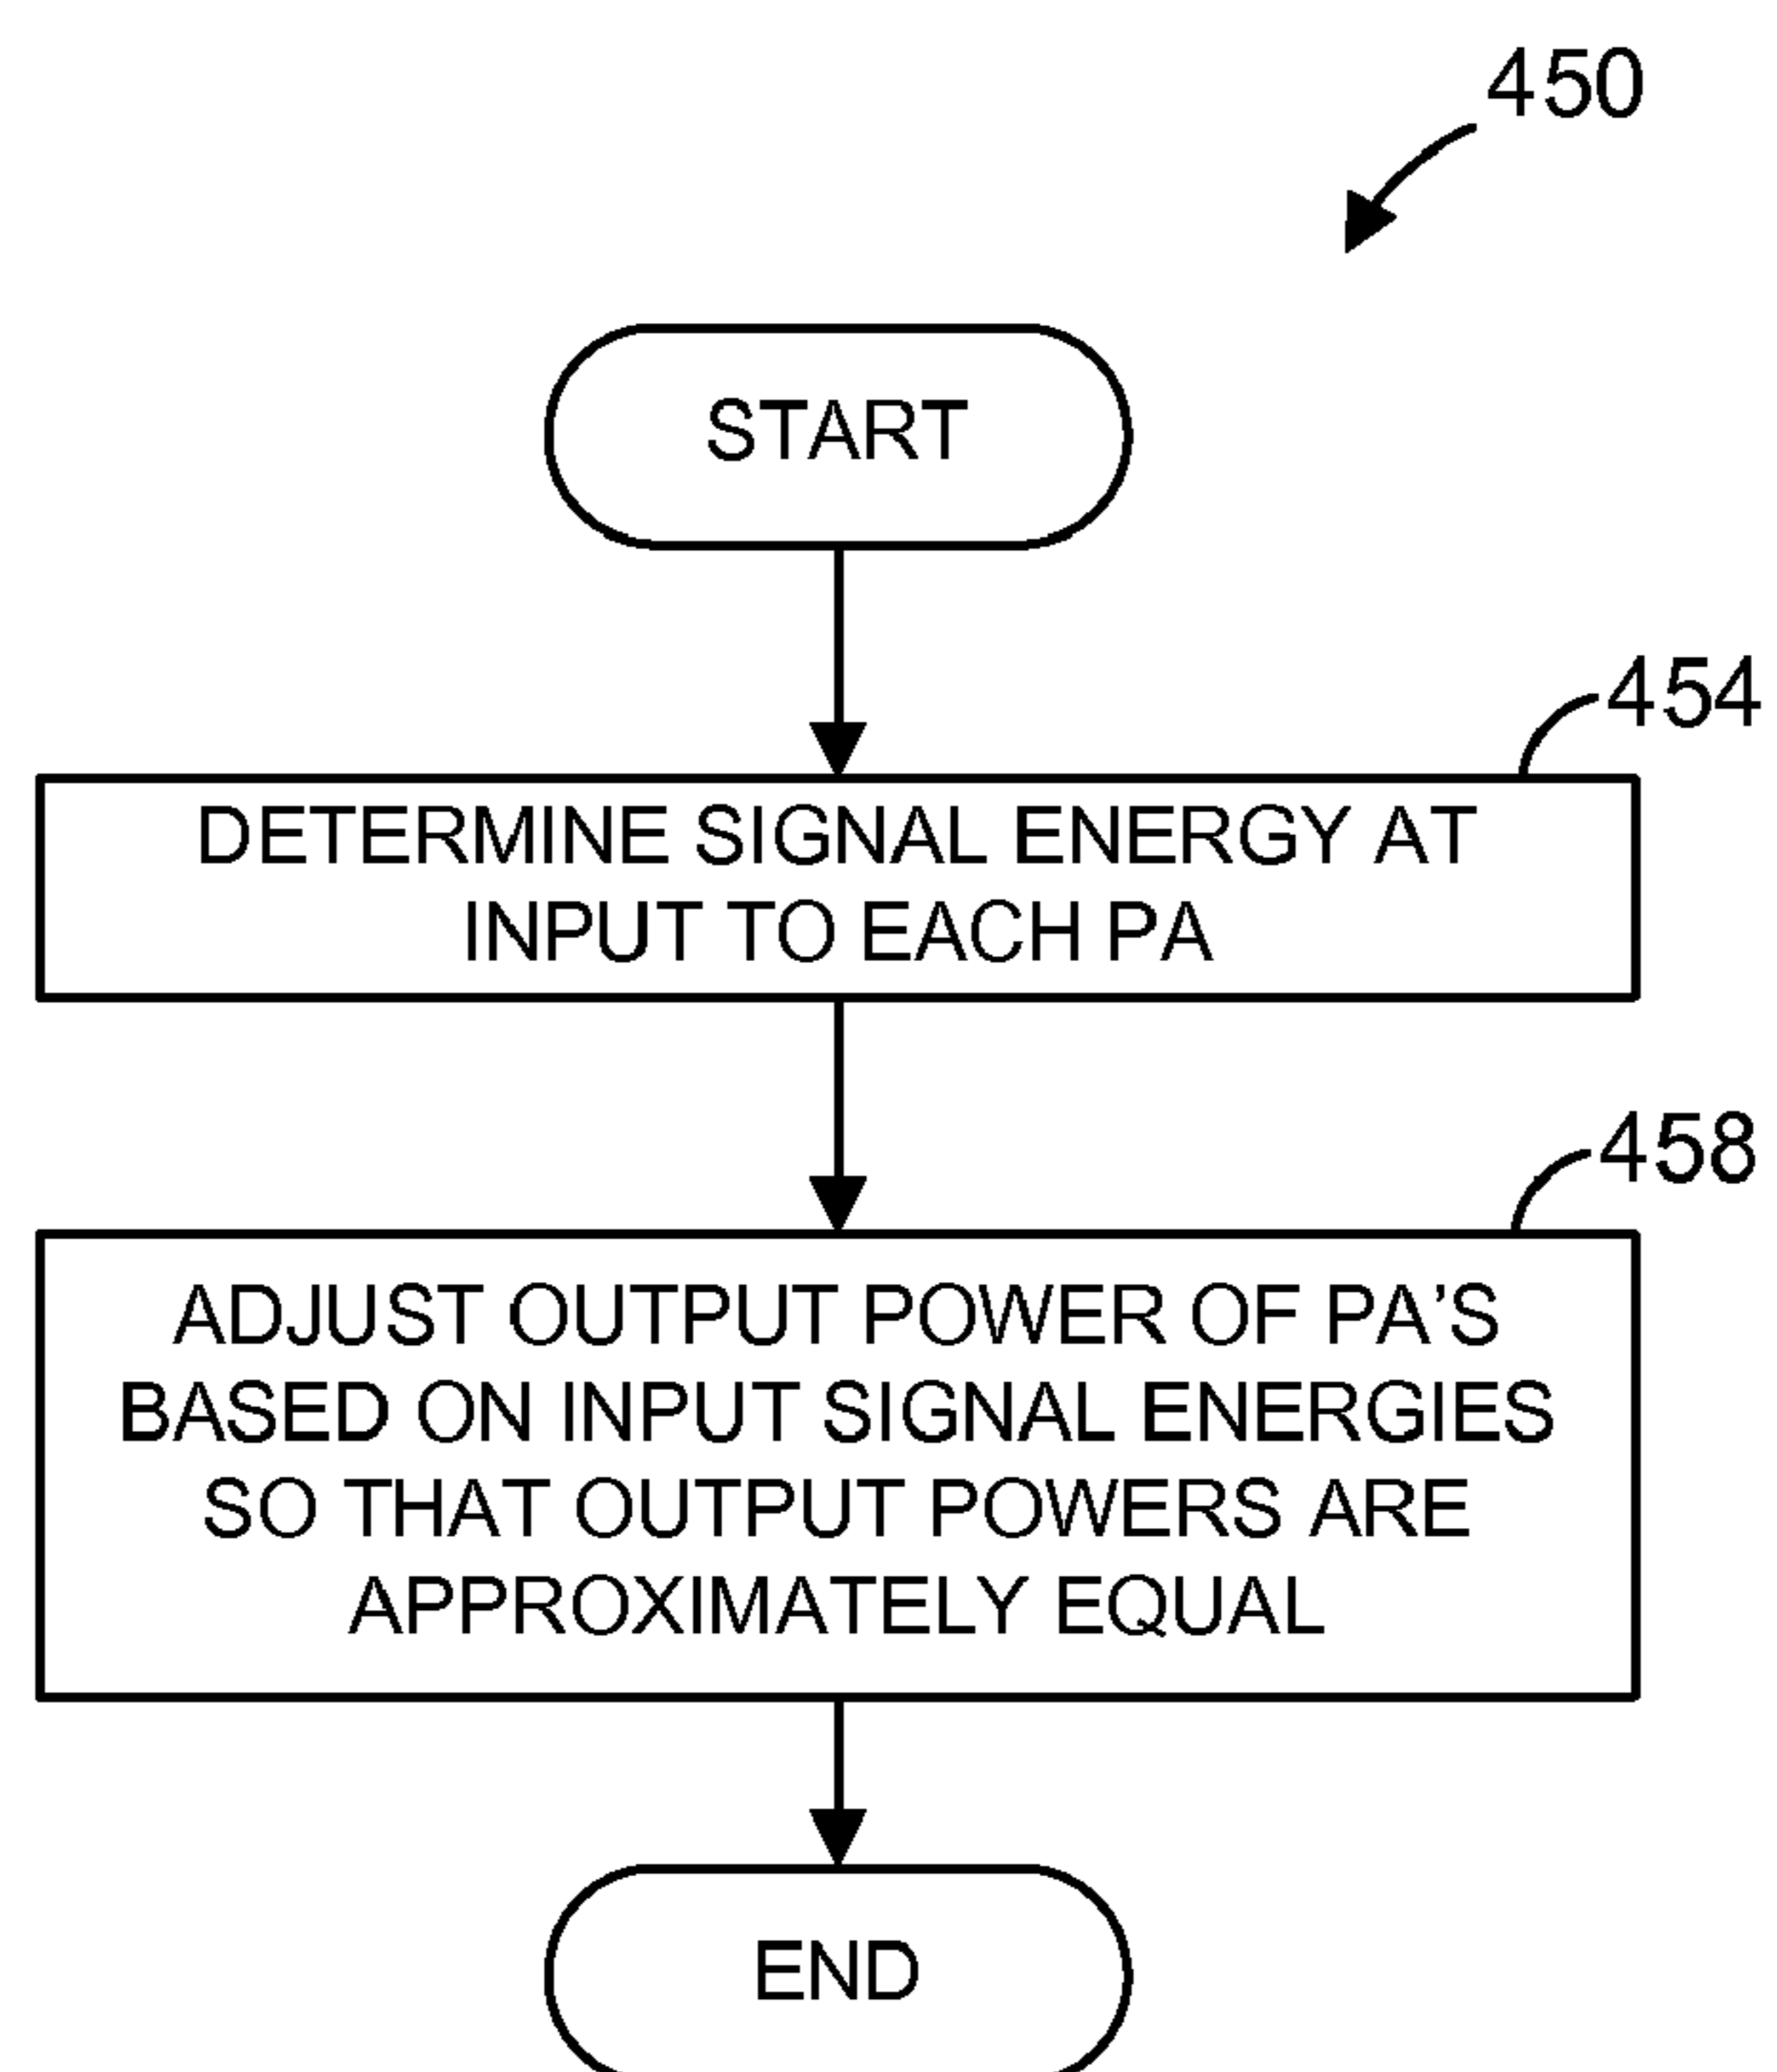 450
START
454
DETERMINE SIGNAL ENERGY AT
INPUT TO EACH PA
458
ADJUST OUTPUT POWER OF PA’S
BASED ON INPUT SIGNAL ENERGIES
SO THAT OUTPUT POWERS ARE
APPROXIMATELY EQUAL
END